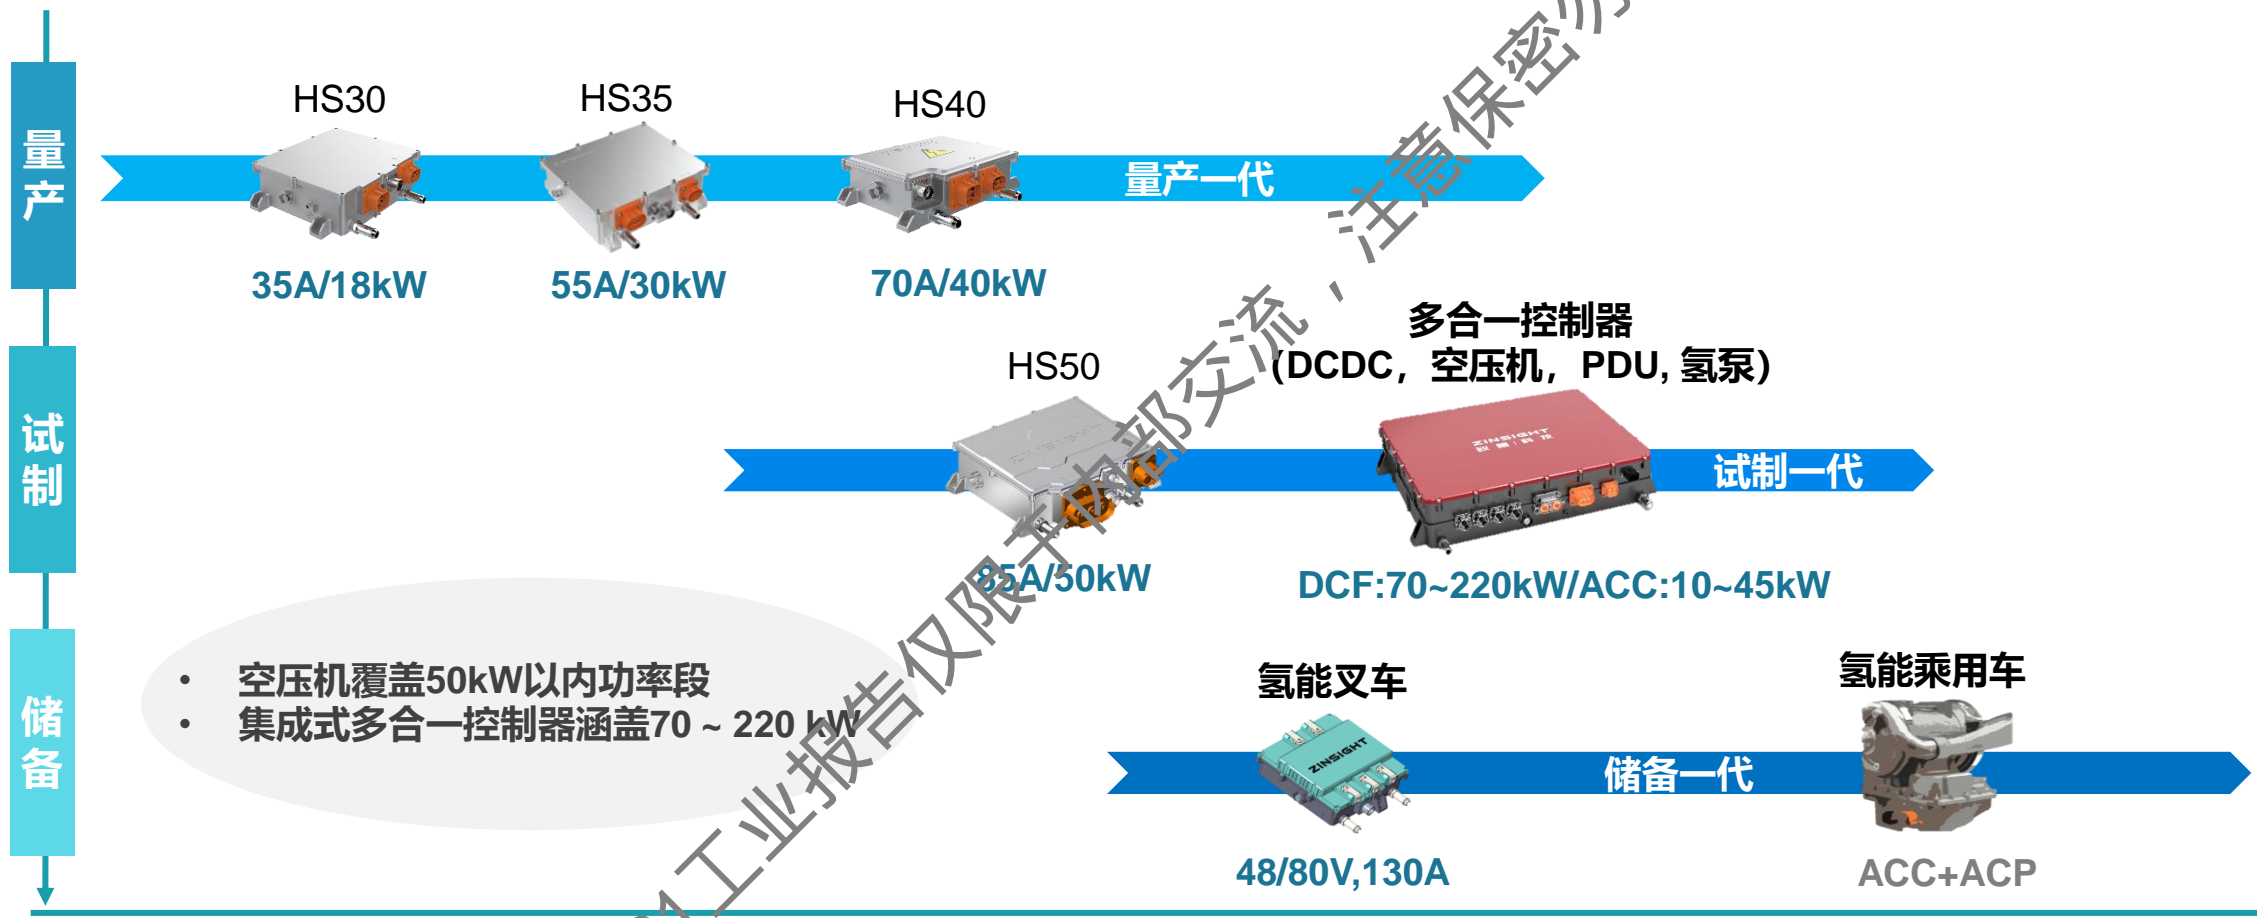 量产
HS30
HS35
HS40
量产一代
35A/18kW
55A/30kW
70A/40kW
试制
HS50
多合一控制器
(DCDC，空压机，PDU, 氢泵)
ZINSIGHT
试制一代
85A/50kW
DCF:70~220kW/ACC:10~45kW
储备
• 空压机覆盖50kW以内功率段
• 集成式多合一控制器涵盖70 ~ 220 kW
氢能叉车
氢能乘用车
ZINSIGHT
储备一代
48/80V,130A
ACC+ACP
工业报告仅限于内部交流，注意保密勿